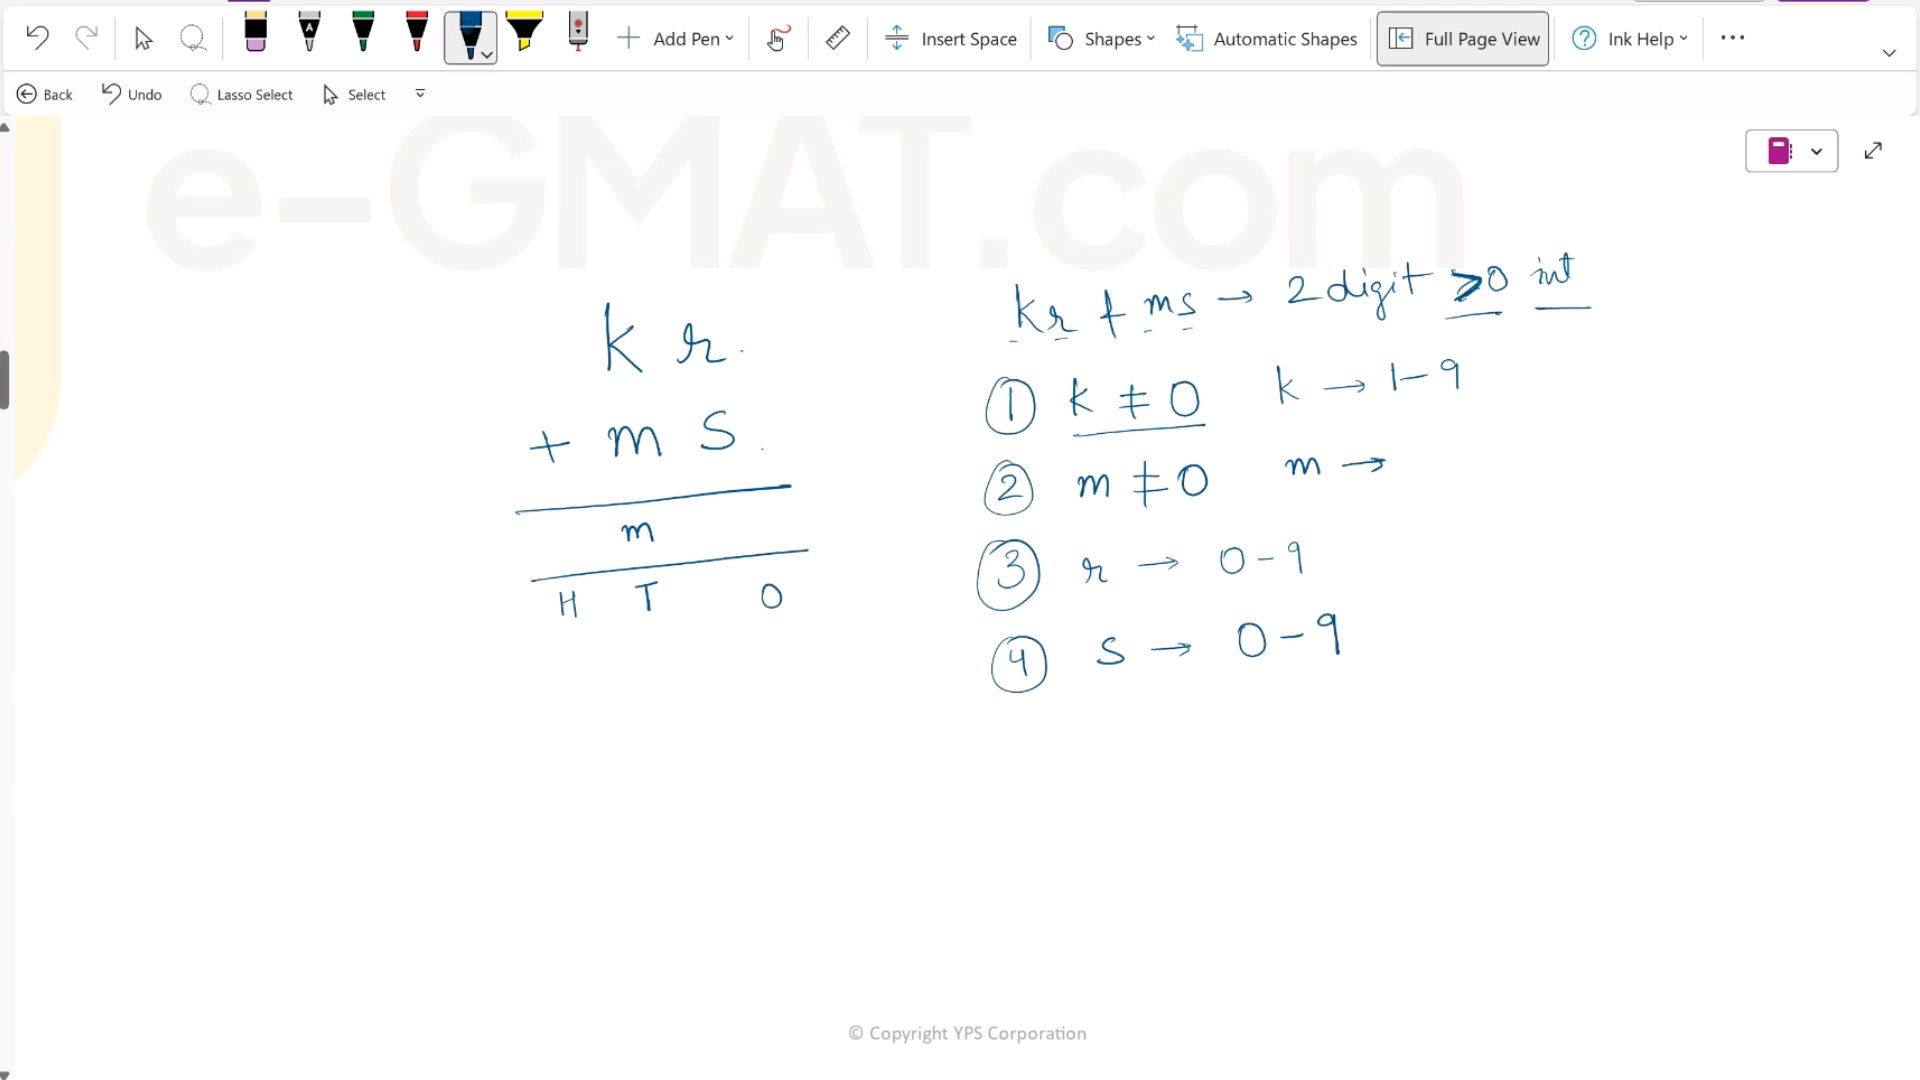 Add Pen Insert Space Shapes Automatic Shapes Full Page View Ink Help
Back Undo Lasso Select Select
e-GMAT.com
k r
+ m s
m
H T O
kr + ms → 2 digit >0 int
① k ≠ 0 k → 1-9
② m ≠ 0 m →
③ r → 0-9
④ s → 0-9
© Copyright YPS Corporation